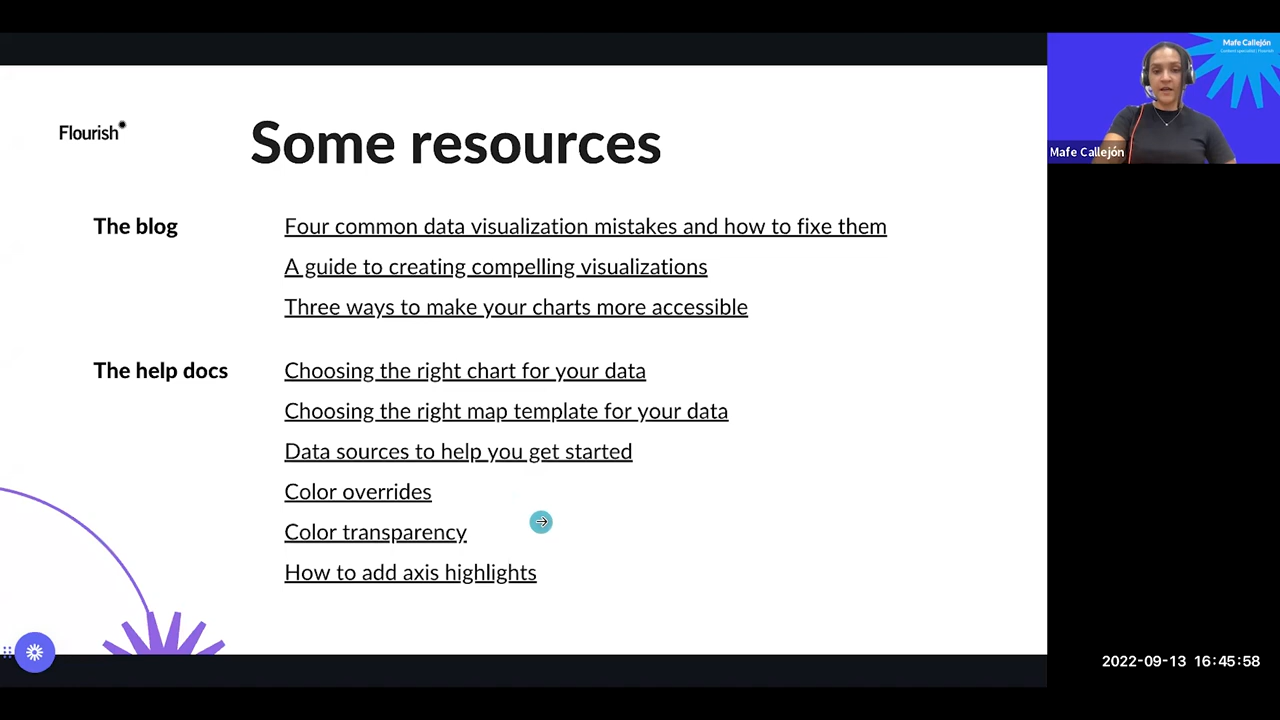 Flourish
Some resources
The blog
Four common data visualization mistakes and how to fixe them
A guide to creating compelling visualizations
Three ways to make your charts more accessible
The help docs
Choosing the right chart for your data
Choosing the right map template for your data
Data sources to help you get started
Color overrides
Color transparency
How to add axis highlights
Mafe Callejón
Content specialist | Flourish
Mafe Callejón
2022-09-13 16:45:58